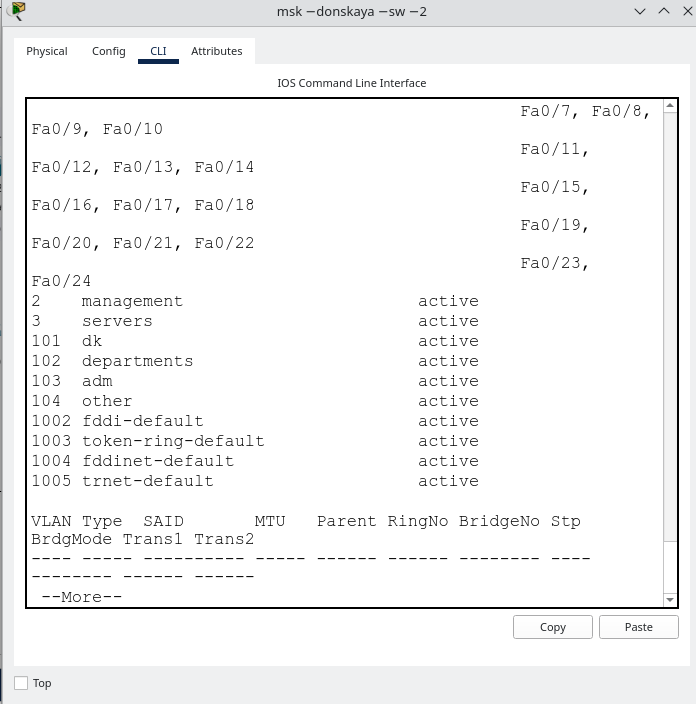 msk −donskaya −sw −2
Physical Config CLI Attributes
IOS Command Line Interface
Fa0/7, Fa0/8,
Fa0/9, Fa0/10
Fa0/11,
Fa0/12, Fa0/13, Fa0/14
Fa0/15,
Fa0/16, Fa0/17, Fa0/18
Fa0/19,
Fa0/20, Fa0/21, Fa0/22
Fa0/23,
Fa0/24
2 management active
3 servers active
101 dk active
102 departments active
103 adm active
104 other active
1002 fddi-default active
1003 token-ring-default active
1004 fddinet-default active
1005 trnet-default active
VLAN Type SAID MTU Parent RingNo BridgeNo Stp
BrdgMode Trans1 Trans2
---- ----- ---------- ----- ------ ------ -------- ----
-------- ------ ------
--More--
Copy Paste
Top